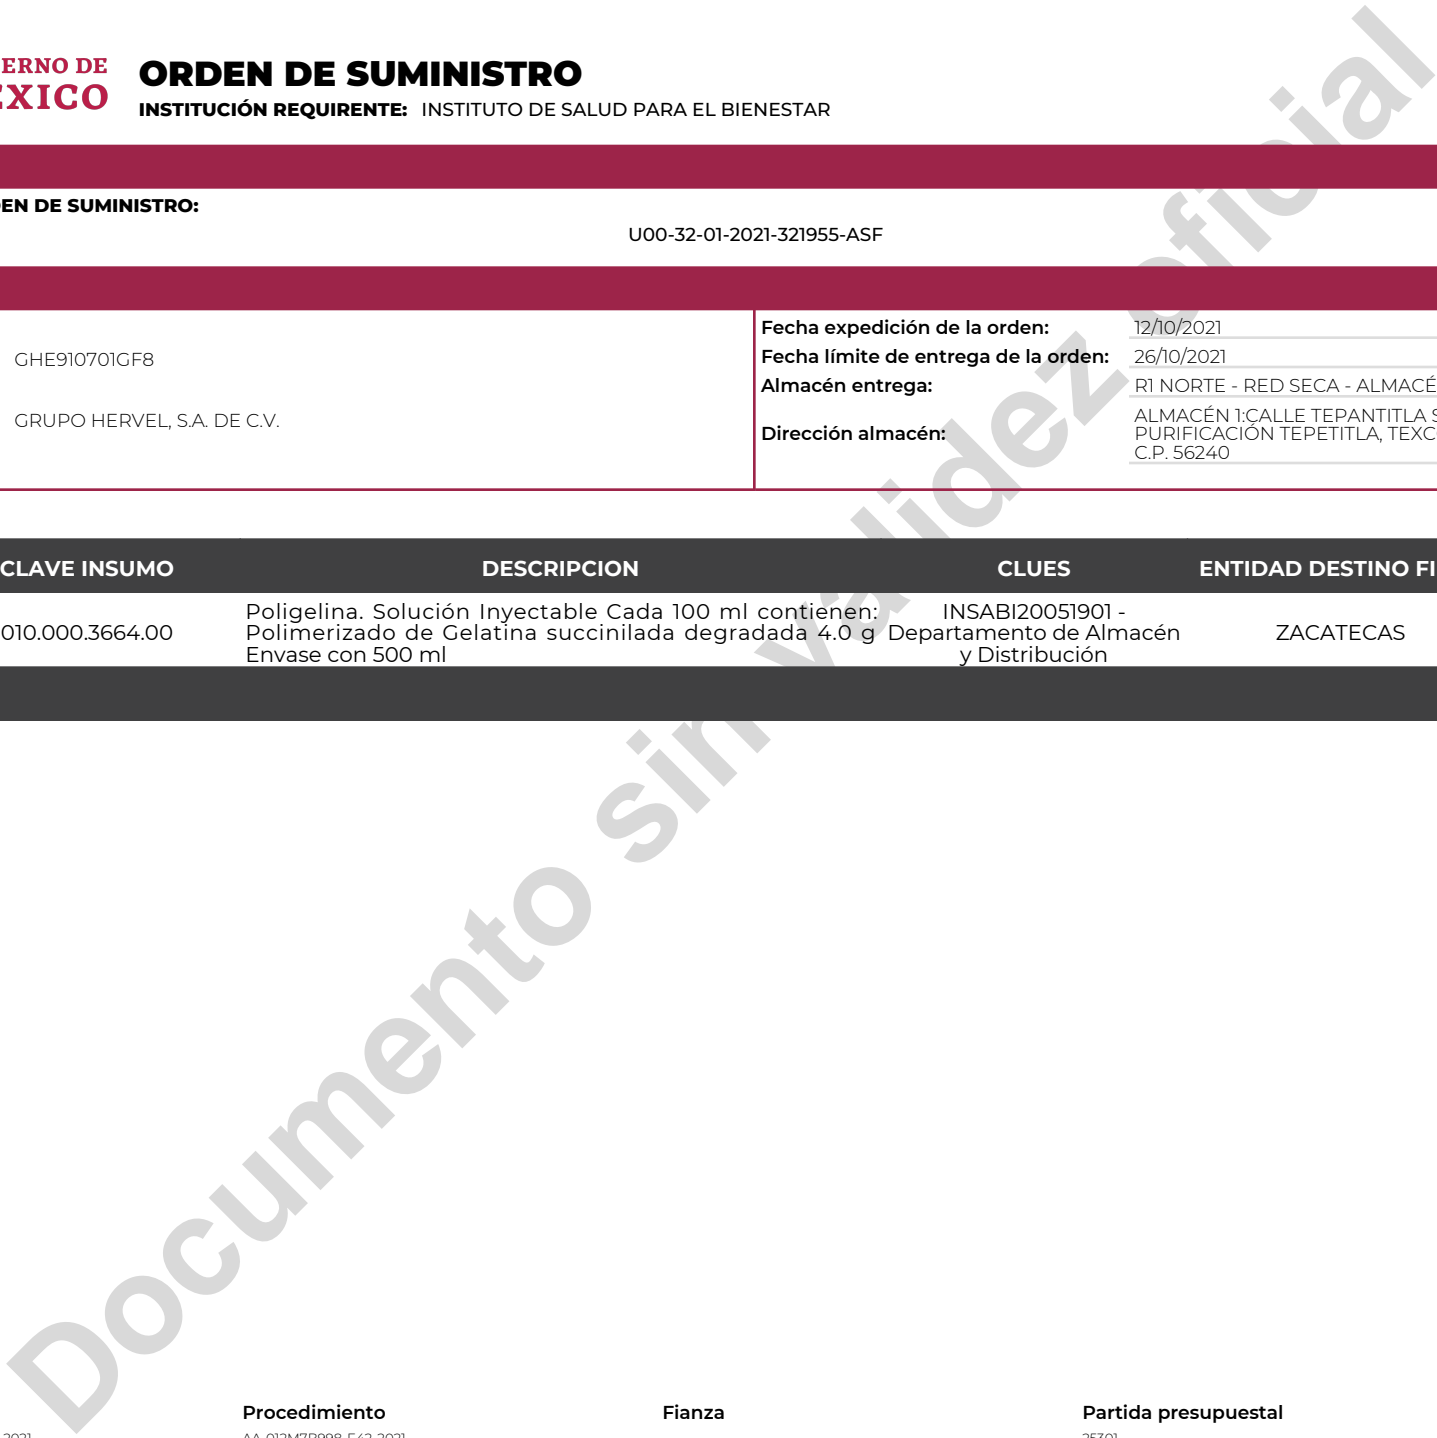 ERNO DE
EXICO
ORDEN DE SUMINISTRO
INSTITUCIÓN REQUIRENTE: INSTITUTO DE SALUD PARA EL BIENESTAR
EN DE SUMINISTRO:
U00-32-01-2021-321955-ASF
GHE910701GF8
GRUPO HERVEL, S.A. DE C.V.
Fecha expedición de la orden: 12/10/2021
Fecha límite de entrega de la orden: 26/10/2021
Almacén entrega: R1 NORTE - RED SECA - ALMACÉ
Dirección almacén:
ALMACÉN 1:CALLE TEPANTITLA S
PURIFICACIÓN TEPETITLA, TEXC
C.P. 56240
CLAVE INSUMO DESCRIPCION CLUES ENTIDAD DESTINO FI
010.000.3664.00
Poligelina. Solución Inyectable Cada 100 ml contienen:
Polimerizado de Gelatina succinilada degradada 4.0 g
Envase con 500 ml
INSABI20051901 -
Departamento de Almacén
y Distribución
ZACATECAS
Documento sin validez oficial
Procedimiento Fianza Partida presupuestal